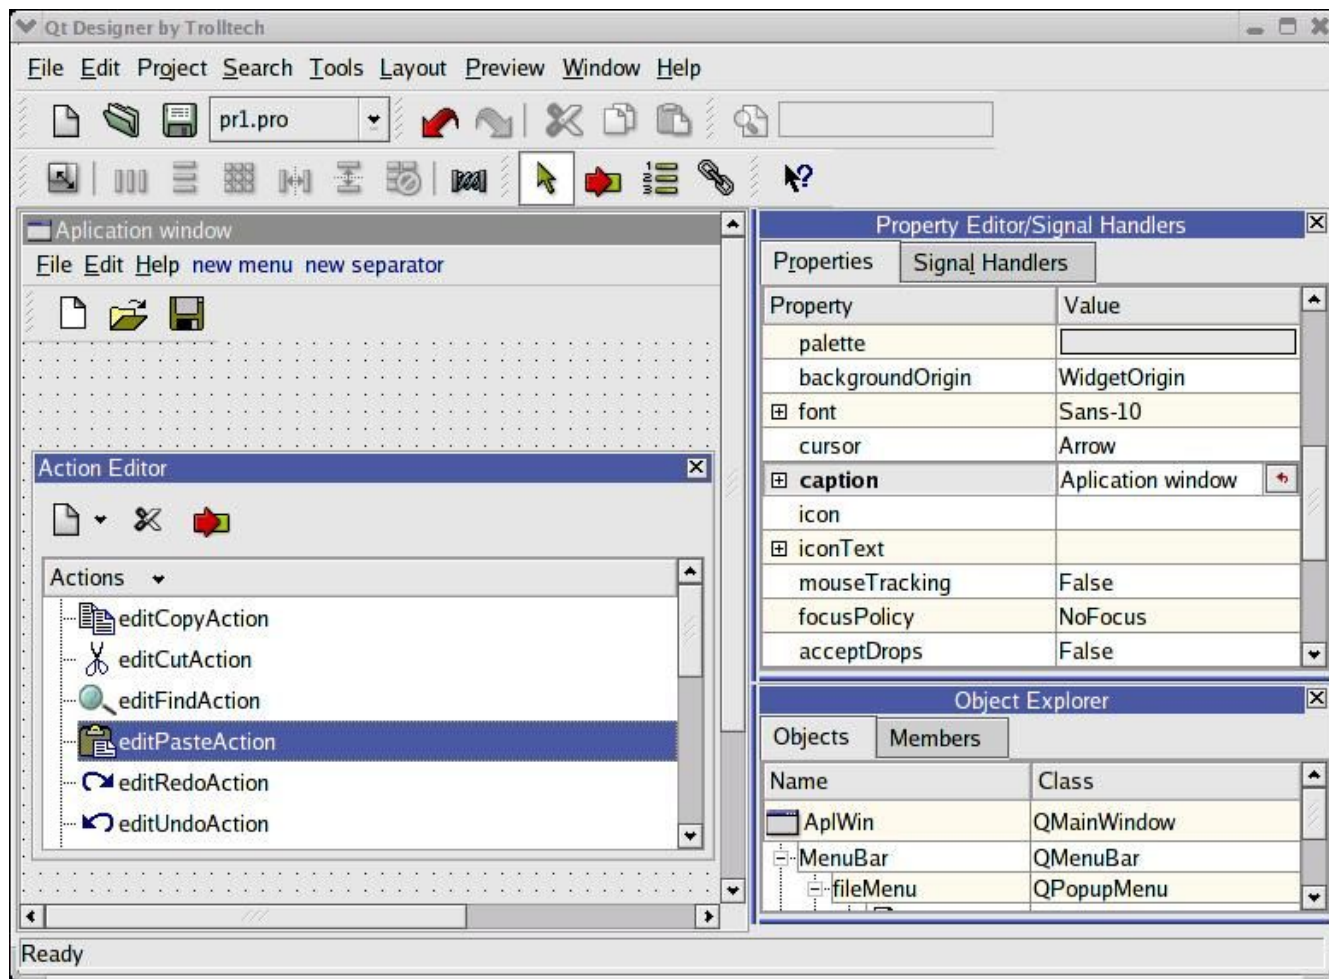 Qt Designer by Trolltech
File Edit Project Search Tools Layout Preview Window Help
pr1.pro
Aplication window
File Edit Help new menu new separator
Action Editor
Actions
editCopyAction
editCutAction
editFindAction
editPasteAction
editRedoAction
editUndoAction
Property Editor/Signal Handlers
Properties Signal Handlers
Property Value
palette
backgroundOrigin WidgetOrigin
font Sans-10
cursor Arrow
caption Aplication window
icon
iconText
mouseTracking False
focusPolicy NoFocus
acceptDrops False
Object Explorer
Objects Members
Name Class
AplWin QMainWindow
MenuBar QMenuBar
fileMenu QPopupMenu
Ready